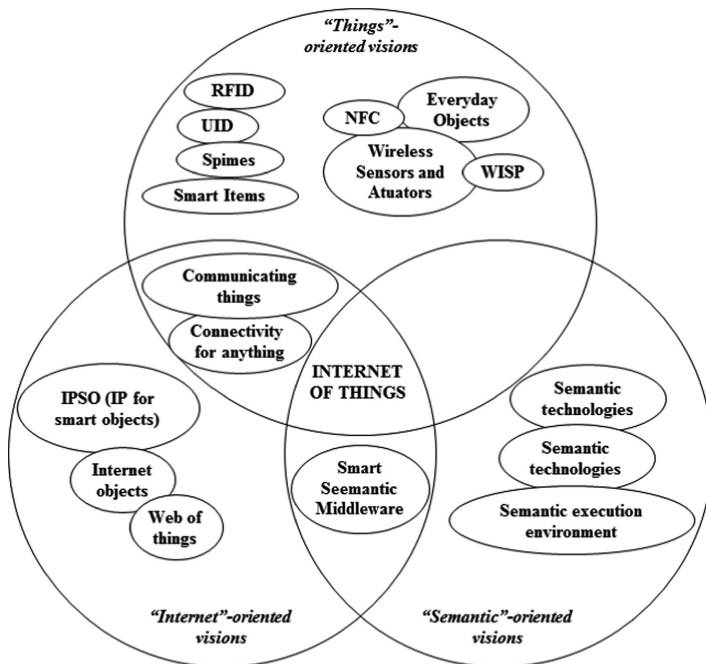 “Things”-
oriented visions
RFID
UID
Spimes
Smart Items
NFC
Everyday
Objects
Wireless
Sensors and
Atuators
WISP
Communicating
things
Connectivity
for anything
INTERNET
OF THINGS
IPSO (IP for
smart objects)
Internet
objects
Web of
things
Smart
Seemantic
Middleware
Semantic
technologies
Semantic
technologies
Semantic execution
environment
“Internet”-oriented
visions
“Semantic”-oriented
visions